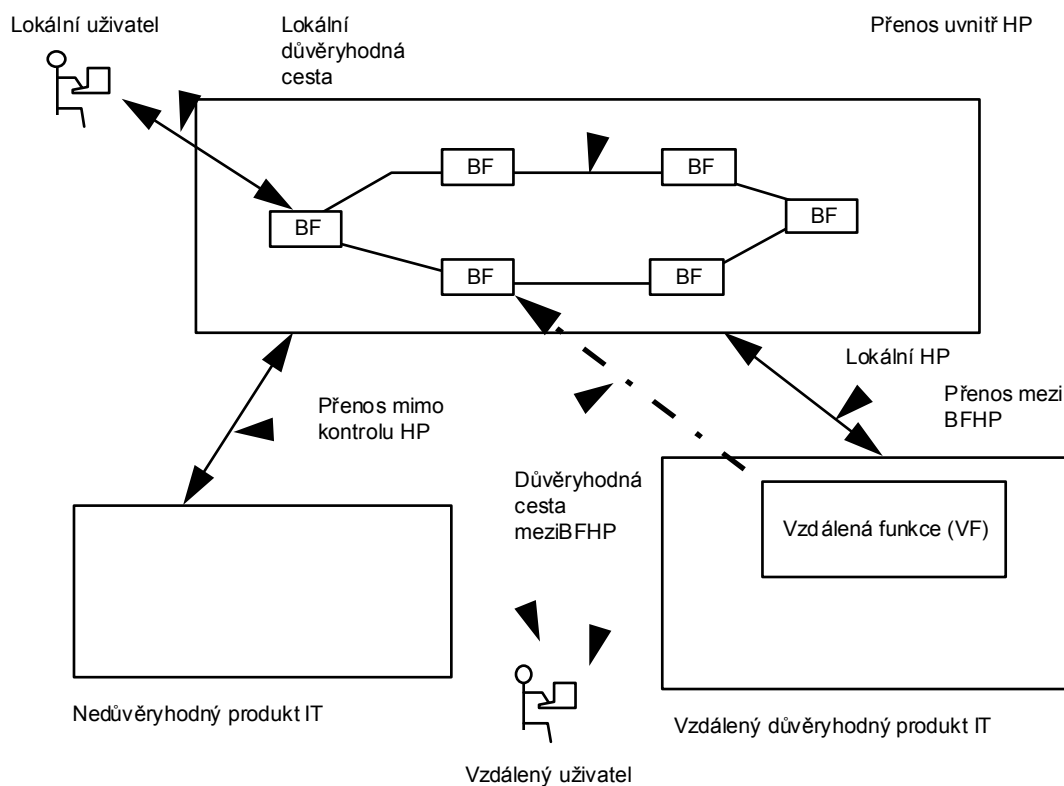 Lokální uživatel
Lokální
důvěryhodná
cesta
Přenos uvnitř HP
BF
BF
BF
BF
BF
BF
Lokální HP
Přenos mezi
BFHP
Přenos mimo
kontrolu HP
Důvěryhodná
cesta
meziBFHP
Vzdálená funkce (VF)
Nedůvěryhodný produkt IT
Vzdálený důvěryhodný produkt IT
Vzdálený uživatel